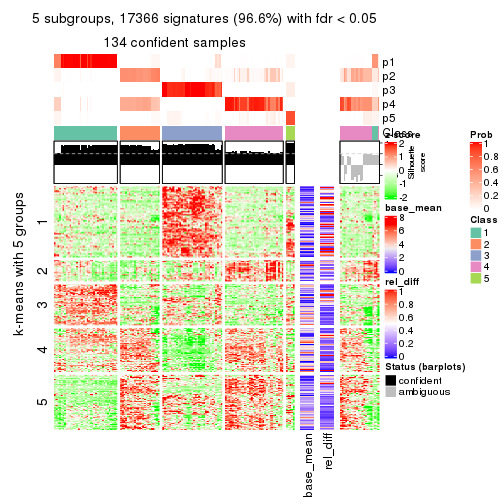 5 subgroups, 17366 signatures (96.6%) with fdr < 0.05
134 confident samples
p1
p2
p3
p4
p5
Class
Silhouette
score
k-means with 5 groups
1
2
3
4
5
base_mean
rel_diff
z-score
2
1
0
-1
-2
base_mean
8
6
4
2
0
rel_diff
1
0.8
0.6
0.4
0.2
0
Status (barplots)
confident
ambiguous
Prob
1
0.8
0.6
0.4
0.2
0
Class
1
2
3
4
5